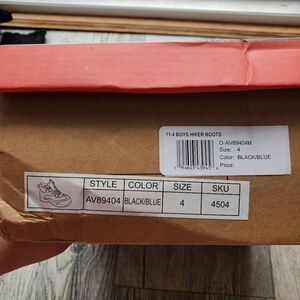 11-4 BOYS HIKER BOOTS
O-AV89404M
Size: 4
Color: BLACK/BLUE
Price:
STYLE COLOR SIZE SKU
AV89404 BLACK/BLUE 4 4504